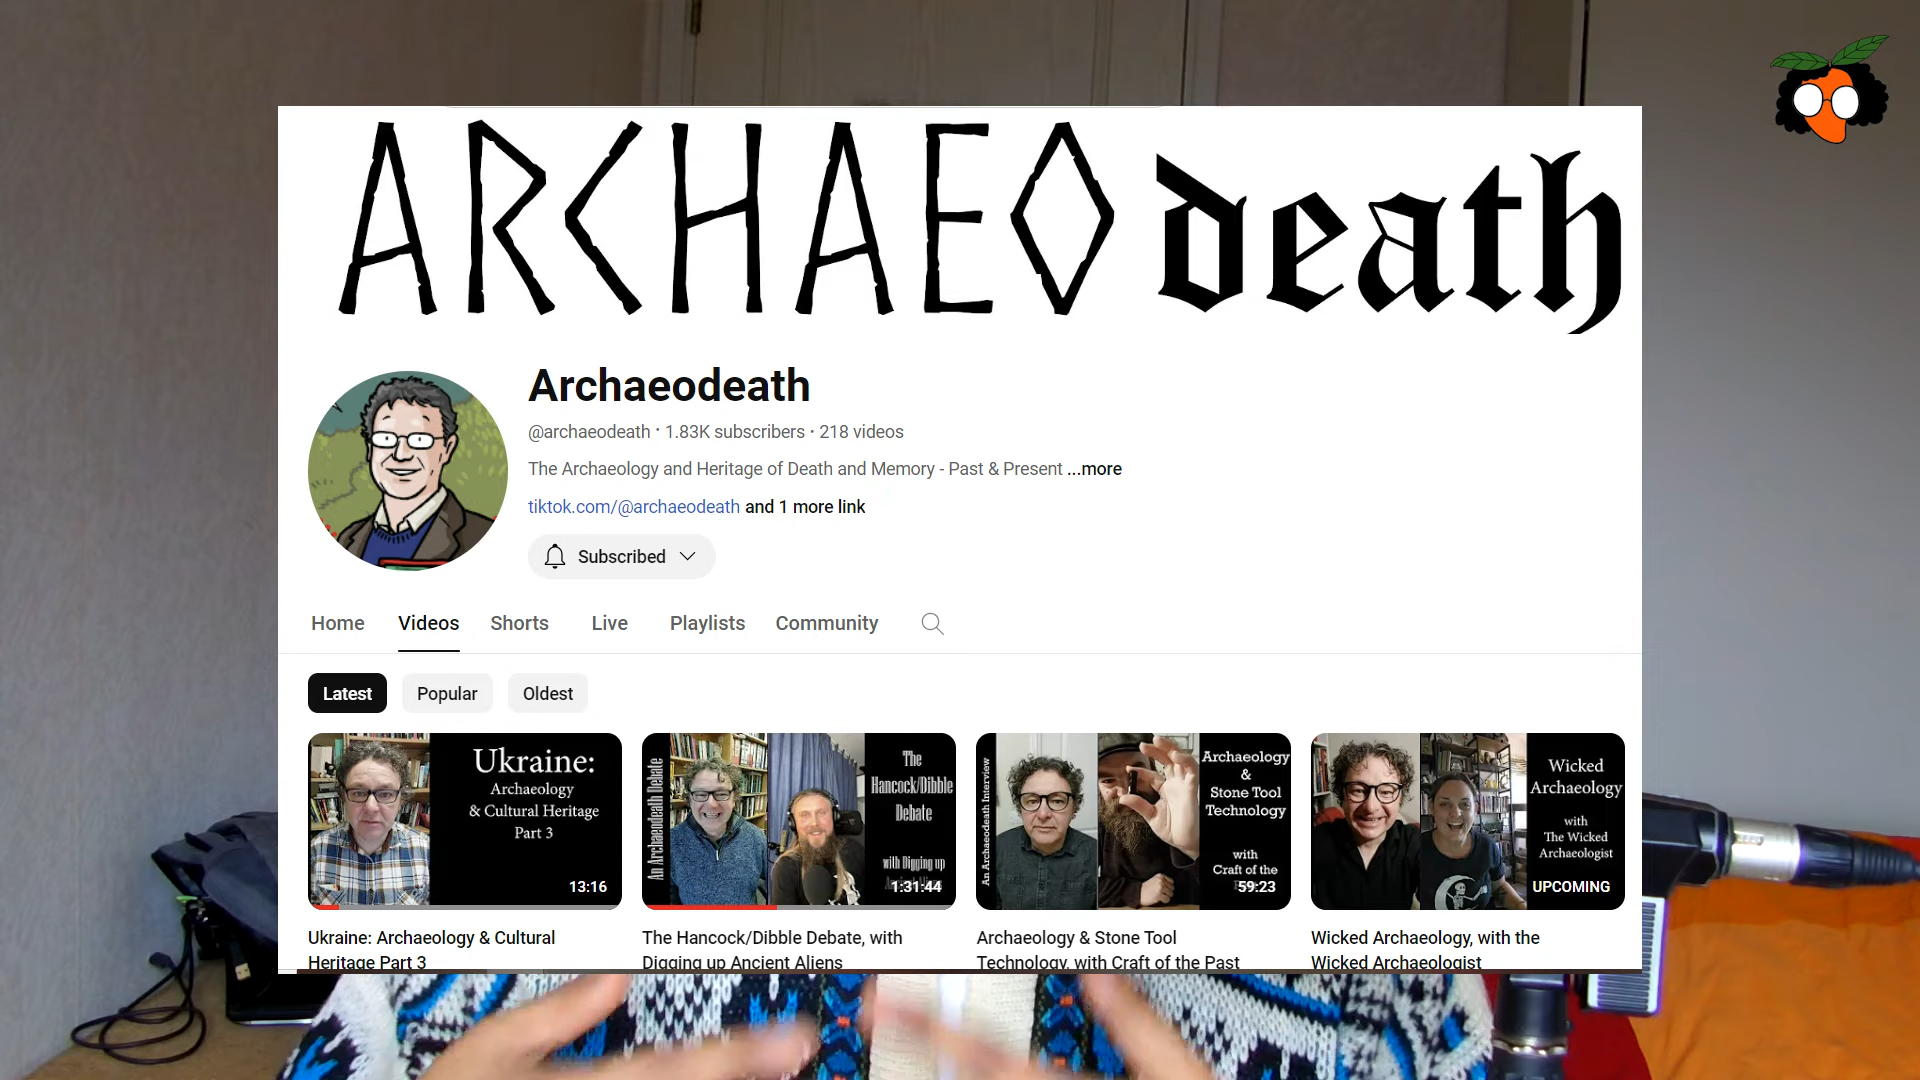 ARCHAEO death
Archaeodeath
@archaeodeath · 1.83K subscribers · 218 videos
The Archaeology and Heritage of Death and Memory - Past & Present ...more
tiktok.com/@archaeodeath and 1 more link
Subscribed
Home Videos Shorts Live Playlists Community
Latest Popular Oldest
Ukraine:
Archaeology
& Cultural Heritage
Part 3
13:16
An Archaeodeath Debate
The
Hancock/Dibble
Debate
with Digging up
1:31:44
An Archaeodeath Interview
Archaeology
&
Stone Tool
Technology
with
Craft of the
59:23
Wicked
Archaeology
with
The Wicked
Archaeologist
UPCOMING
Ukraine: Archaeology & Cultural
Heritage Part 3
The Hancock/Dibble Debate, with
Digging up Ancient Aliens
Archaeology & Stone Tool
Technology, with Craft of the Past
Wicked Archaeology, with the
Wicked Archaeologist